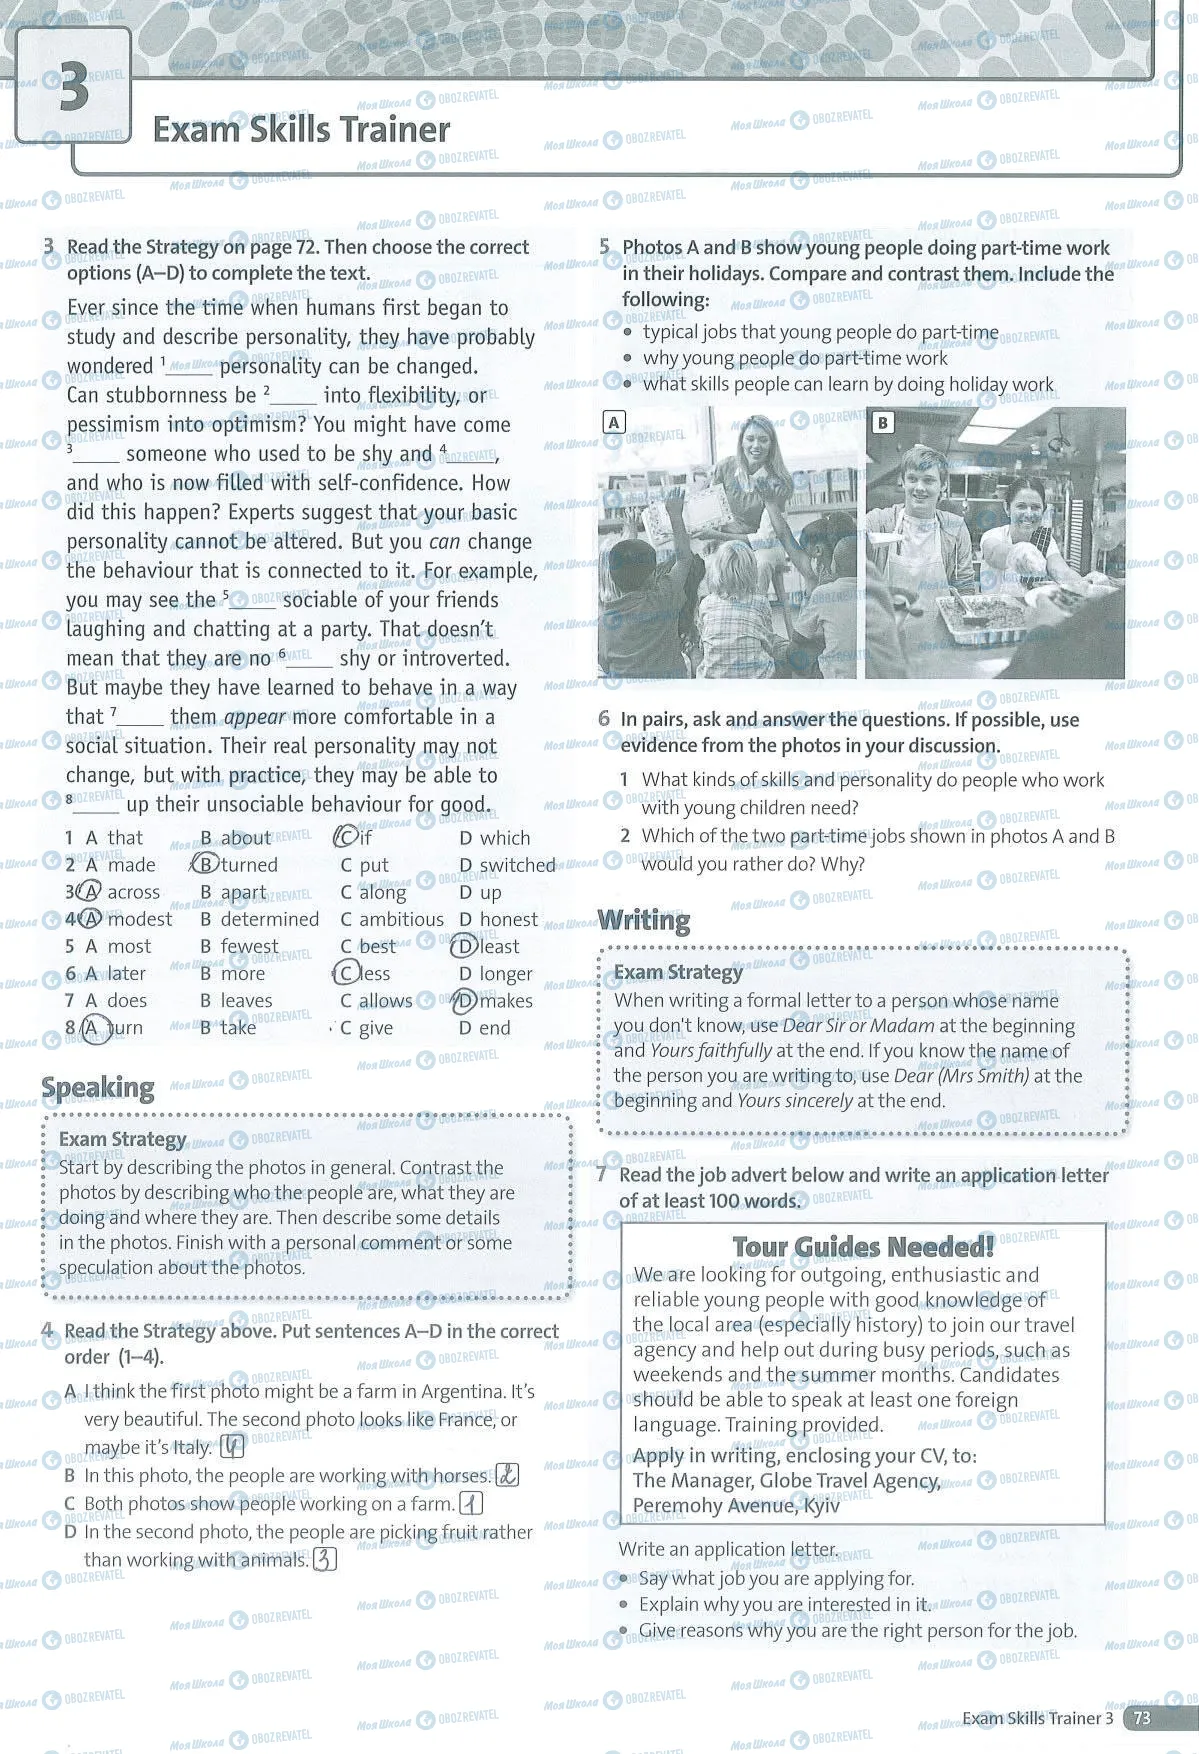 3
Exam Skills Trainer
3 Read the Strategy on page 72. Then choose the correct
options (A–D) to complete the text.
Ever since the time when humans first began to
study and describe personality, they have probably
wondered ¹____ personality can be changed.
Can stubbornness be ²____ into flexibility, or
pessimism into optimism? You might have come
³____ someone who used to be shy and ⁴____,
and who is now filled with self-confidence. How
did this happen? Experts suggest that your basic
personality cannot be altered. But you can change
the behaviour that is connected to it. For example,
you may see the ⁵____ sociable of your friends
laughing and chatting at a party. That doesn't
mean that they are no ⁶____ shy or introverted.
But maybe they have learned to behave in a way
that ⁷____ them appear more comfortable in a
social situation. Their real personality may not
change, but with practice, they may be able to
⁸____ up their unsociable behaviour for good.
1 A that B about C if D which
2 A made B turned C put D switched
3 A across B apart C along D up
4 A modest B determined C ambitious D honest
5 A most B fewest C best D least
6 A later B more C less D longer
7 A does B leaves C allows D makes
8 A turn B take C give D end
Speaking
Exam Strategy
Start by describing the photos in general. Contrast the
photos by describing who the people are, what they are
doing and where they are. Then describe some details
in the photos. Finish with a personal comment or some
speculation about the photos.
4 Read the Strategy above. Put sentences A–D in the correct
order (1–4).
A I think the first photo might be a farm in Argentina. It's
very beautiful. The second photo looks like France, or
maybe it's Italy. 4
B In this photo, the people are working with horses. 2
C Both photos show people working on a farm. 1
D In the second photo, the people are picking fruit rather
than working with animals. 3
5 Photos A and B show young people doing part-time work
in their holidays. Compare and contrast them. Include the
following:
• typical jobs that young people do part-time
• why young people do part-time work
• what skills people can learn by doing holiday work
A B
6 In pairs, ask and answer the questions. If possible, use
evidence from the photos in your discussion.
1 What kinds of skills and personality do people who work
with young children need?
2 Which of the two part-time jobs shown in photos A and B
would you rather do? Why?
Writing
Exam Strategy
When writing a formal letter to a person whose name
you don't know, use Dear Sir or Madam at the beginning
and Yours faithfully at the end. If you know the name of
the person you are writing to, use Dear (Mrs Smith) at the
beginning and Yours sincerely at the end.
7 Read the job advert below and write an application letter
of at least 100 words.
Tour Guides Needed!
We are looking for outgoing, enthusiastic and
reliable young people with good knowledge of
the local area (especially history) to join our travel
agency and help out during busy periods, such as
weekends and the summer months. Candidates
should be able to speak at least one foreign
language. Training provided.
Apply in writing, enclosing your CV, to:
The Manager, Globe Travel Agency,
Peremohy Avenue, Kyiv
Write an application letter.
• Say what job you are applying for.
• Explain why you are interested in it.
• Give reasons why you are the right person for the job.
Exam Skills Trainer 3 73
Моя Школа OBOZREVATEL